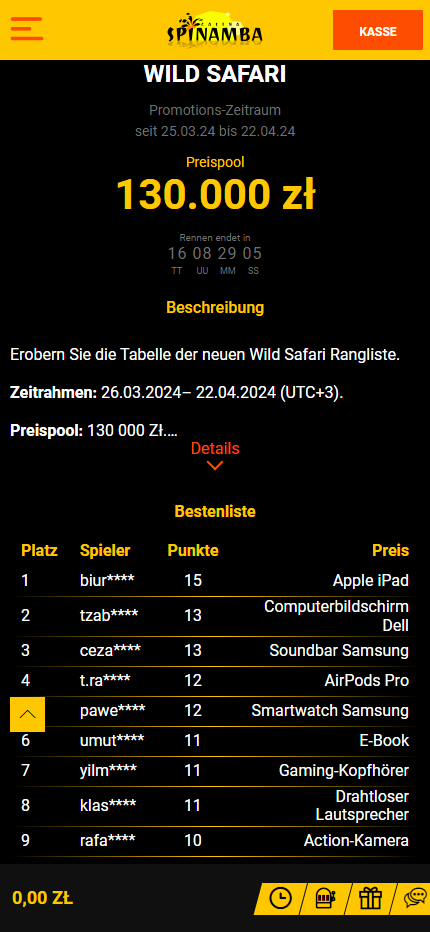 CASINO
SPINAMBA
KASSE
WILD SAFARI
Promotions-Zeitraum
seit 25.03.24 bis 22.04.24
Preispool
130.000 zł
Rennen endet in
16 08 29 05
TT UU MM SS
Beschreibung
Erobern Sie die Tabelle der neuen Wild Safari Rangliste.
Zeitrahmen: 26.03.2024– 22.04.2024 (UTC+3).
Preispool: 130 000 Zł....
Details
Bestenliste
Platz Spieler Punkte Preis
1 biur**** 15 Apple iPad
2 tzab**** 13 Computerbildschirm
Dell
3 ceza**** 13 Soundbar Samsung
4 t.ra**** 12 AirPods Pro
pawe**** 12 Smartwatch Samsung
6 umut**** 11 E-Book
7 yilm**** 11 Gaming-Kopfhörer
8 klas**** 11 Drahtloser
Lautsprecher
9 rafa**** 10 Action-Kamera
0,00 ZŁ